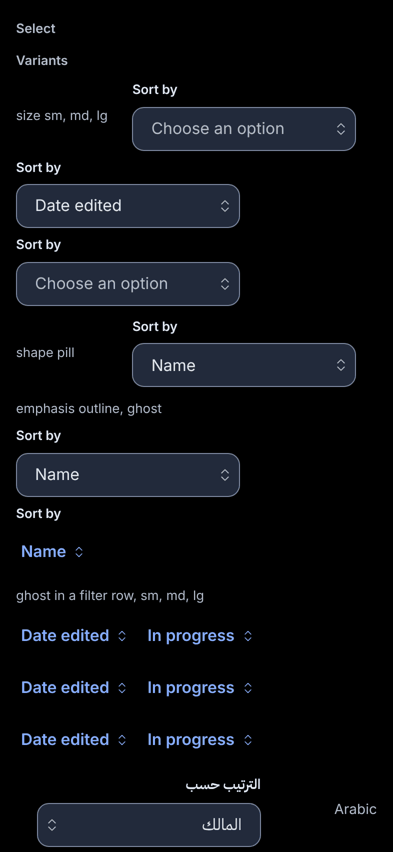 Select
Variants
Sort by
size sm, md, lg
Choose an option
Sort by
Date edited
Sort by
Choose an option
Sort by
shape pill
Name
emphasis outline, ghost
Sort by
Name
Sort by
Name
ghost in a filter row, sm, md, lg
Date edited In progress
Date edited In progress
Date edited In progress
الترتيب حسب
Arabic
المالك